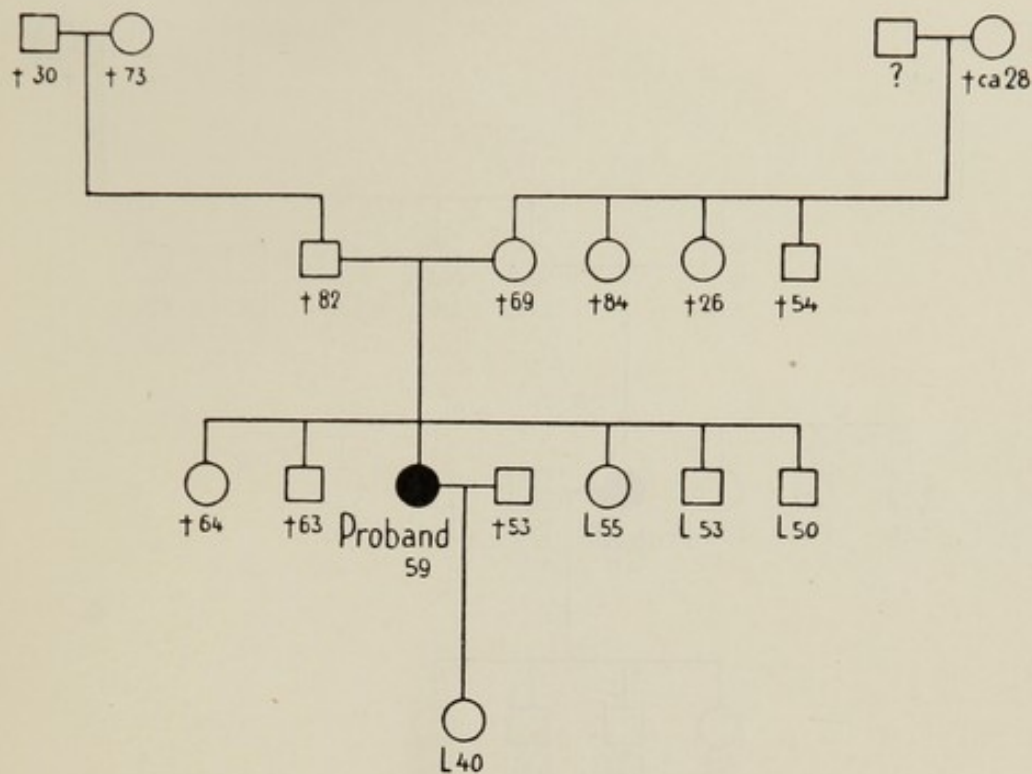 † 30 † 73 ? † ca 28
† 82 † 69 † 84 † 26 † 54
† 64 † 63 Proband † 53 L 55 L 53 L 50
59
L 40